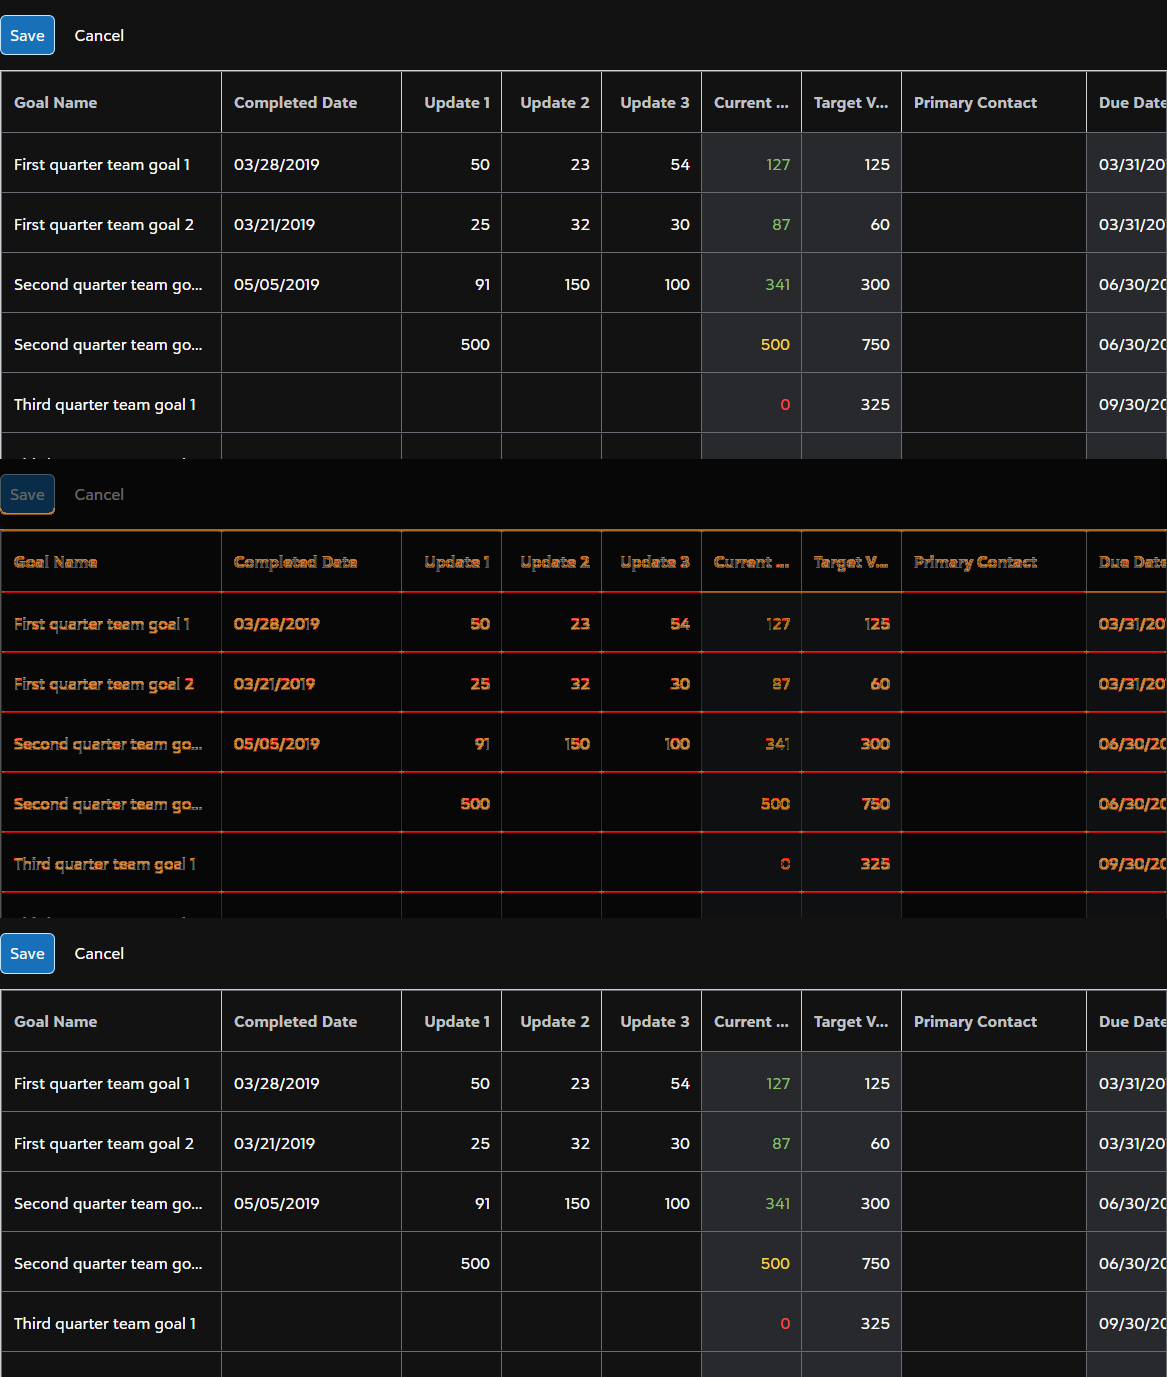 Save Cancel
Goal Name Completed Date Update 1 Update 2 Update 3 Current ... Target V... Primary Contact Due Date
First quarter team goal 1 03/28/2019 50 23 54 127 125 03/31/20
First quarter team goal 2 03/21/2019 25 32 30 87 60 03/31/20
Second quarter team go... 05/05/2019 91 150 100 341 300 06/30/20
Second quarter team go... 500 500 750 06/30/20
Third quarter team goal 1 0 325 09/30/20
Save Cancel
Goal Name Completed Date Update 1 Update 2 Update 3 Current ... Target V... Primary Contact Due Date
First quarter team goal 1 03/28/2019 50 23 54 127 125 03/31/20
First quarter team goal 2 03/21/2019 25 32 30 87 60 03/31/20
Second quarter team go... 05/05/2019 91 150 100 341 300 06/30/20
Second quarter team go... 500 500 750 06/30/20
Third quarter team goal 1 0 325 09/30/20
Save Cancel
Goal Name Completed Date Update 1 Update 2 Update 3 Current ... Target V... Primary Contact Due Date
First quarter team goal 1 03/28/2019 50 23 54 127 125 03/31/20
First quarter team goal 2 03/21/2019 25 32 30 87 60 03/31/20
Second quarter team go... 05/05/2019 91 150 100 341 300 06/30/20
Second quarter team go... 500 500 750 06/30/20
Third quarter team goal 1 0 325 09/30/20